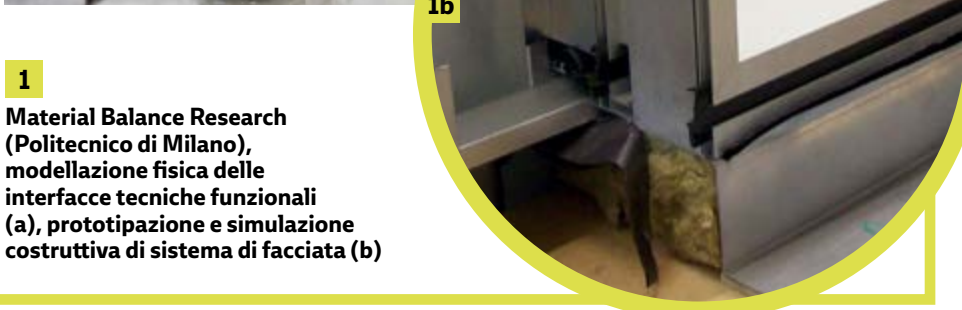 1b
1
Material Balance Research
(Politecnico di Milano),
modellazione fisica delle
interfacce tecniche funzionali
(a), prototipazione e simulazione
costruttiva di sistema di facciata (b)